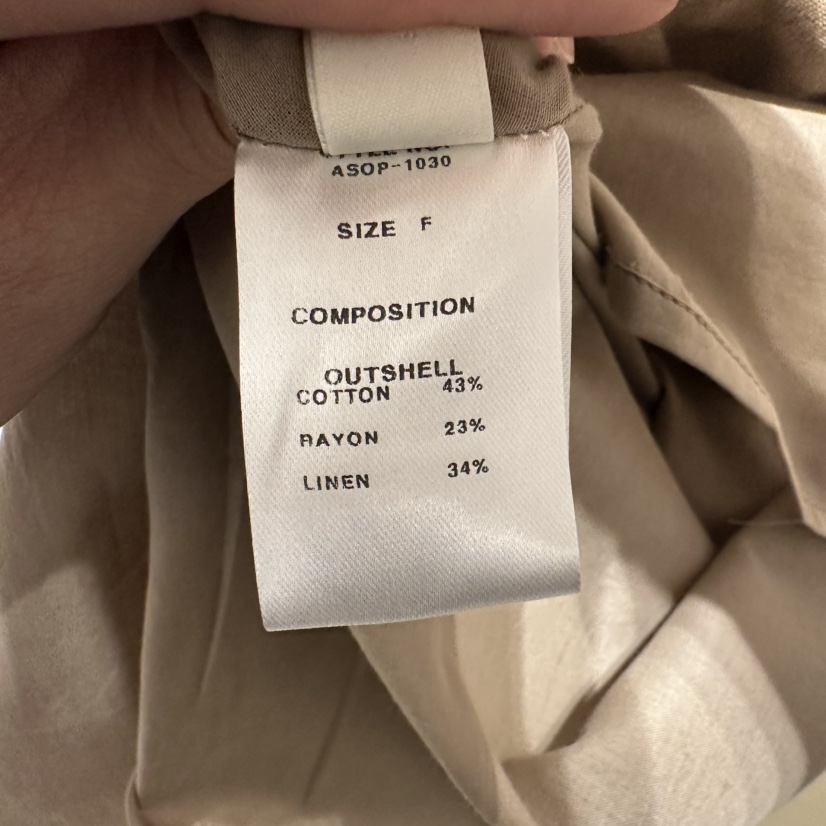 ASOP-1030
SIZE F
COMPOSITION
OUTSHELL
COTTON 43%
RAYON 23%
LINEN 34%